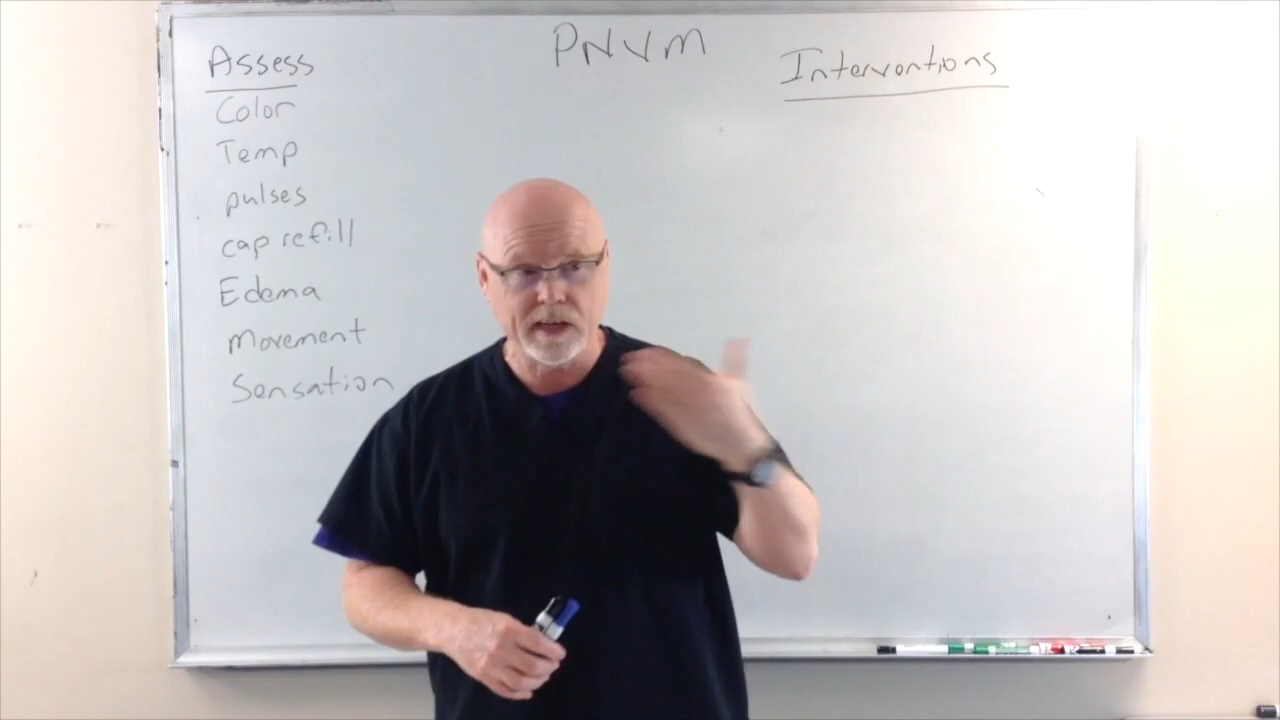 PNVM
Assess
Color
Temp
pulses
cap refill
Edema
Movement
Sensation
Interventions